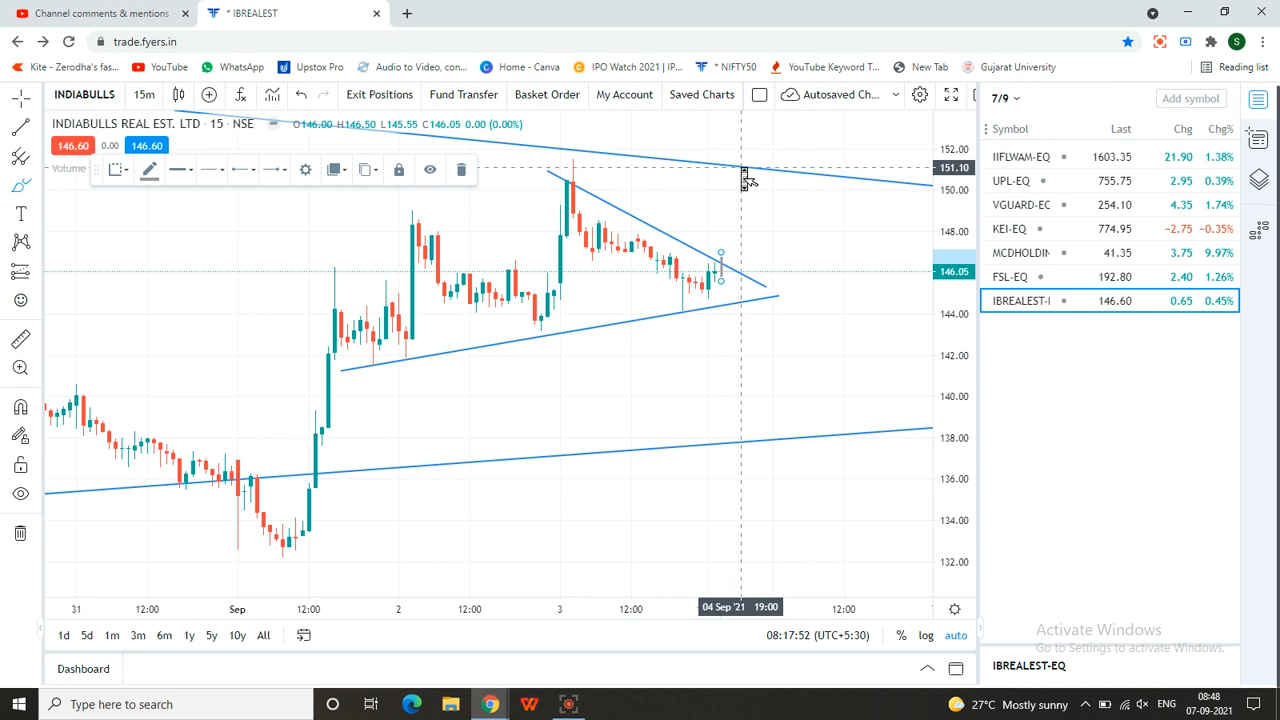 Channel comments & mentions
* IBREALEST
trade.fyers.in
Kite - Zerodha's fas...
YouTube
WhatsApp
Upstox Pro
Audio to Video, con...
Home - Canva
IPO Watch 2021 | IP...
* NIFTY50
YouTube Keyword T...
New Tab
Gujarat University
Reading list
INDIABULLS
15m
Exit Positions
Fund Transfer
Basket Order
My Account
Saved Charts
Autosaved Ch...
7/9
Add symbol
INDIABULLS REAL EST. LTD · 15 · NSE
O146.00 H146.50 L145.55 C146.05 0.00 (0.00%)
146.60 0.00 146.60
Volume
Symbol Last Chg Chg%
IIFLWAM-EQ 1603.35 21.90 1.38%
UPL-EQ 755.75 2.95 0.39%
VGUARD-EC 254.10 4.35 1.74%
KEI-EQ 774.95 -2.75 -0.35%
MCDHOLDIN 41.35 3.75 9.97%
FSL-EQ 192.80 2.40 1.26%
IBREALEST-I 146.60 0.65 0.45%
152.00
151.10
150.00
148.00
146.05
144.00
142.00
140.00
138.00
136.00
134.00
132.00
31 12:00 Sep 12:00 2 12:00 3 12:00 04 Sep '21 19:00 12:00
1d 5d 1m 3m 6m 1y 5y 10y All
08:17:52 (UTC+5:30)
% log auto
Activate Windows
Go to Settings to activate Windows.
Dashboard
IBREALEST-EQ
Type here to search
27°C Mostly sunny
ENG
08:48
07-09-2021